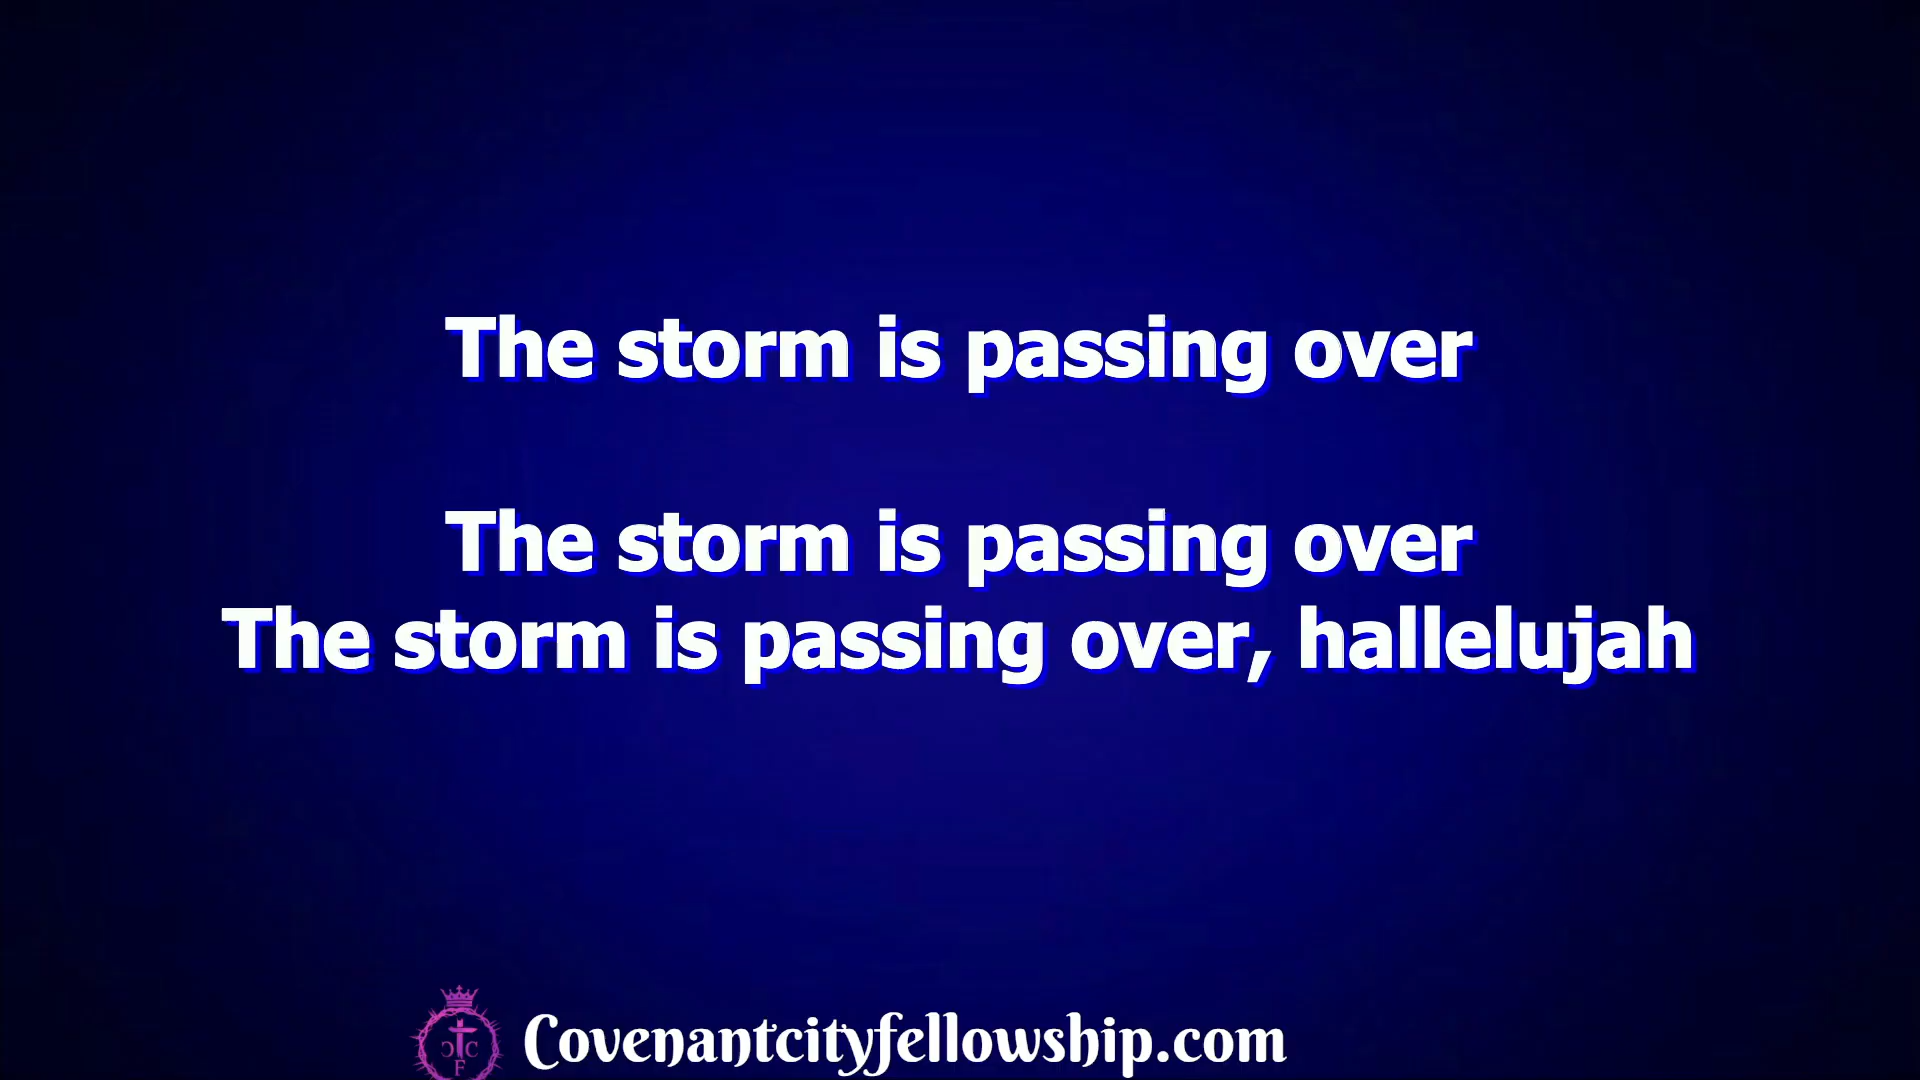 The storm is passing over
The storm is passing over
The storm is passing over, hallelujah
Covenantcityfellowship.com
C C
F